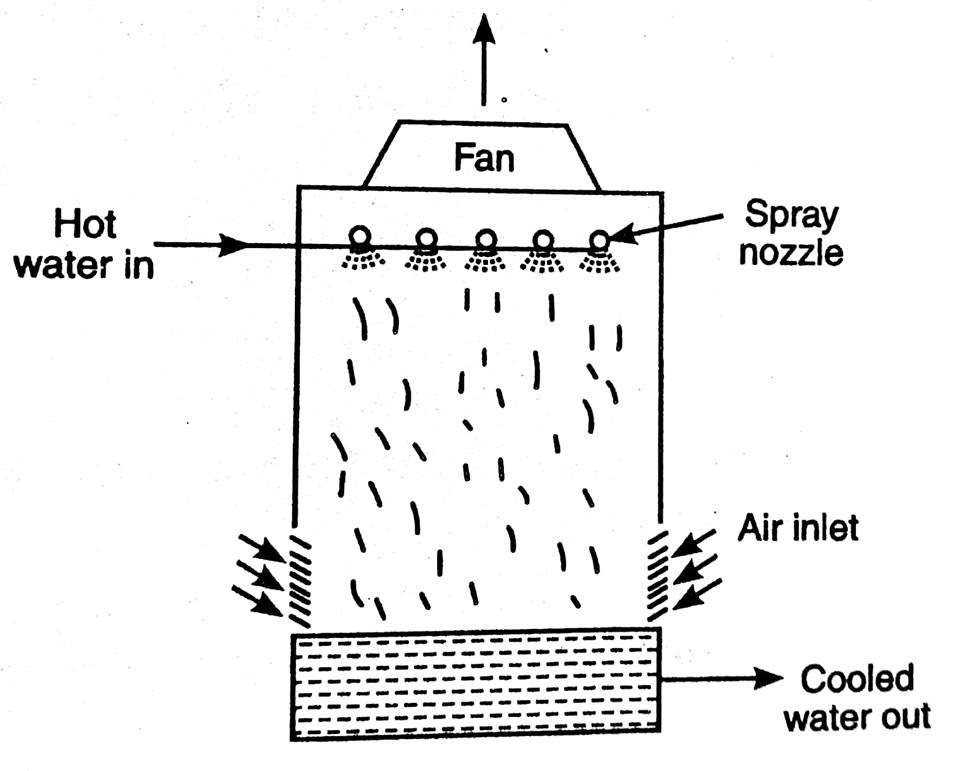 Fan
Hot
water in
Spray
nozzle
Air inlet
Cooled
water out